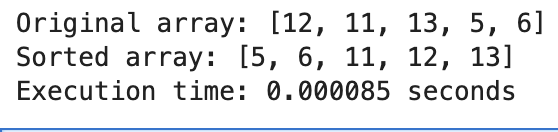 Original array: [12, 11, 13, 5, 6]
Sorted array: [5, 6, 11, 12, 13]
Execution time: 0.000085 seconds